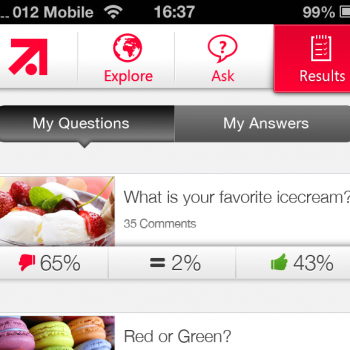 ... 012 Mobile 16:37 99%
Explore Ask Results
My Questions My Answers
What is your favorite icecream?
35 Comments
65% = 2% 43%
Red or Green?